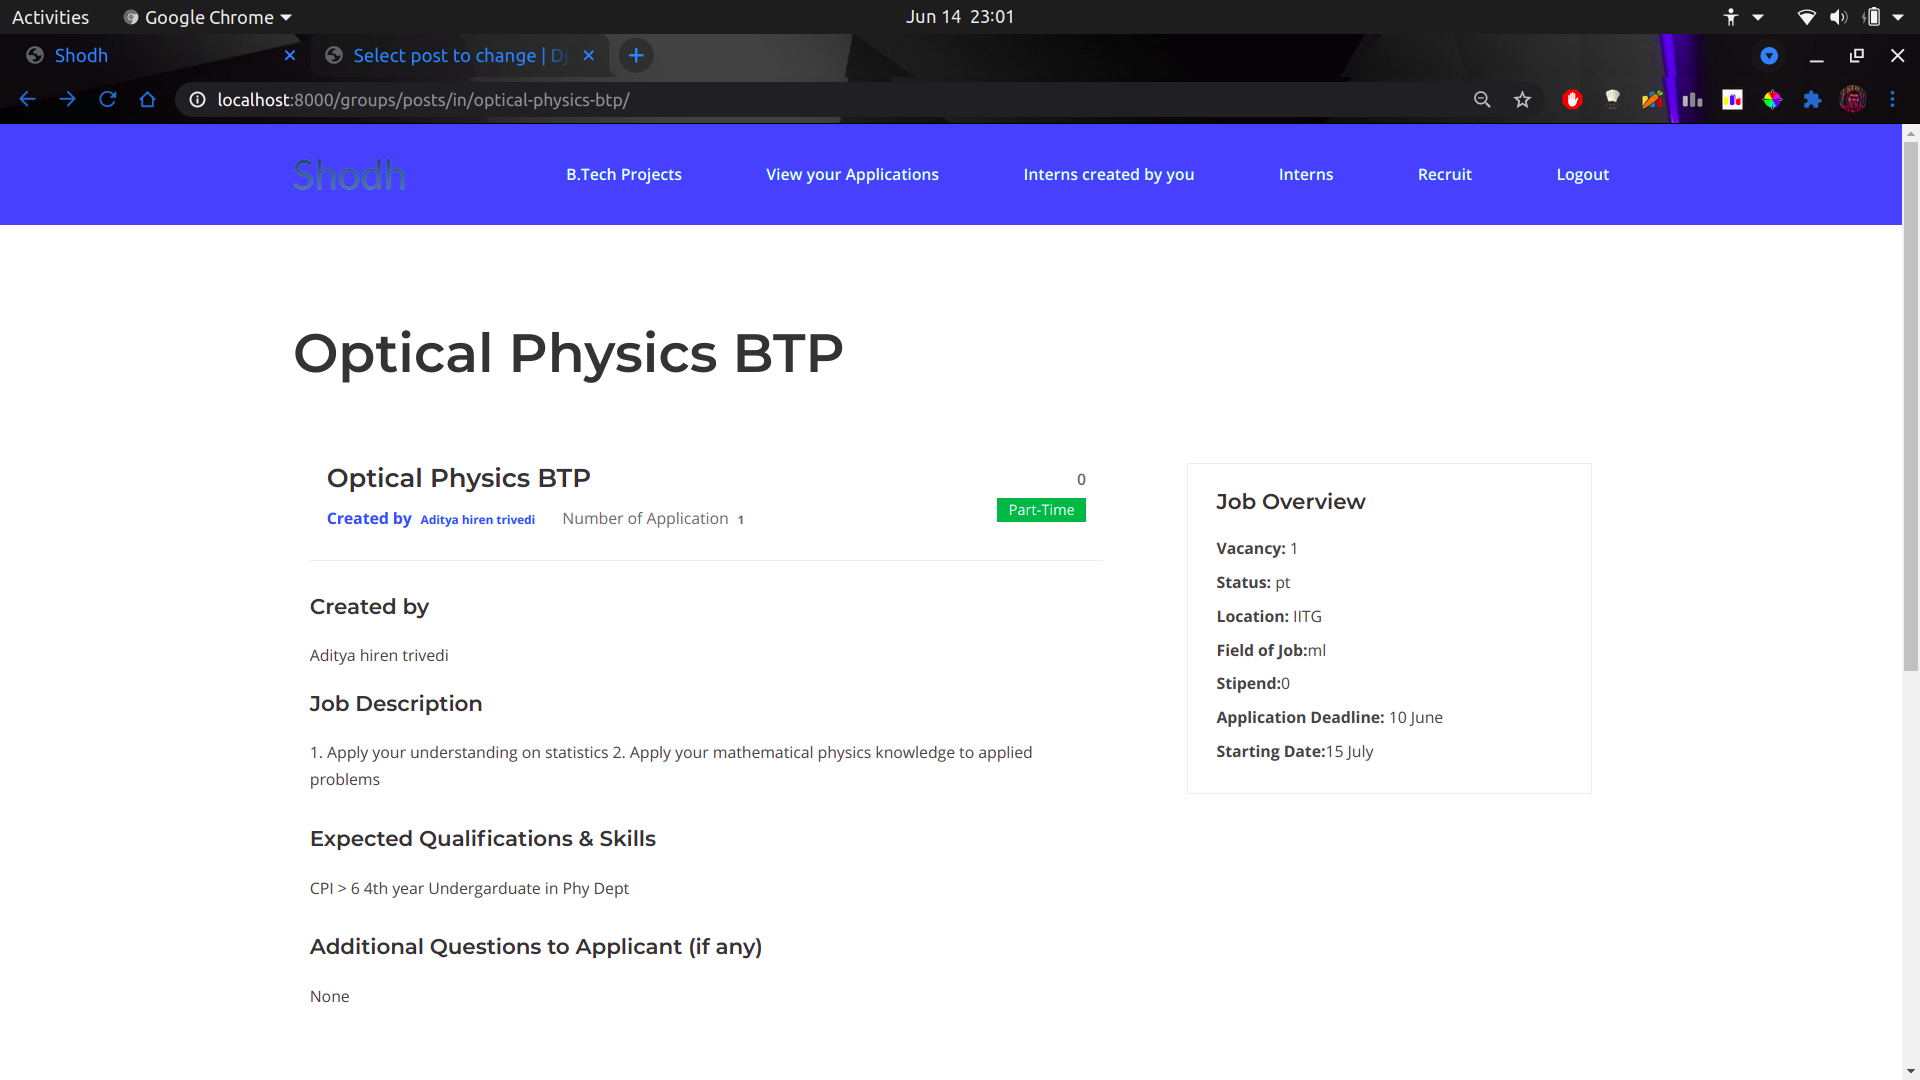 Activities
Google Chrome
Jun 14 23:01
Shodh
Select post to change | Dj
localhost:8000/groups/posts/in/optical-physics-btp/
Shodh
B.Tech Projects
View your Applications
Interns created by you
Interns
Recruit
Logout
Optical Physics BTP
Optical Physics BTP
0
Created by Aditya hiren trivedi
Number of Application 1
Part-Time
Created by
Aditya hiren trivedi
Job Description
1. Apply your understanding on statistics 2. Apply your mathematical physics knowledge to applied
problems
Expected Qualifications & Skills
CPI > 6 4th year Undergarduate in Phy Dept
Additional Questions to Applicant (if any)
None
Job Overview
Vacancy: 1
Status: pt
Location: IITG
Field of Job:ml
Stipend:0
Application Deadline: 10 June
Starting Date:15 July